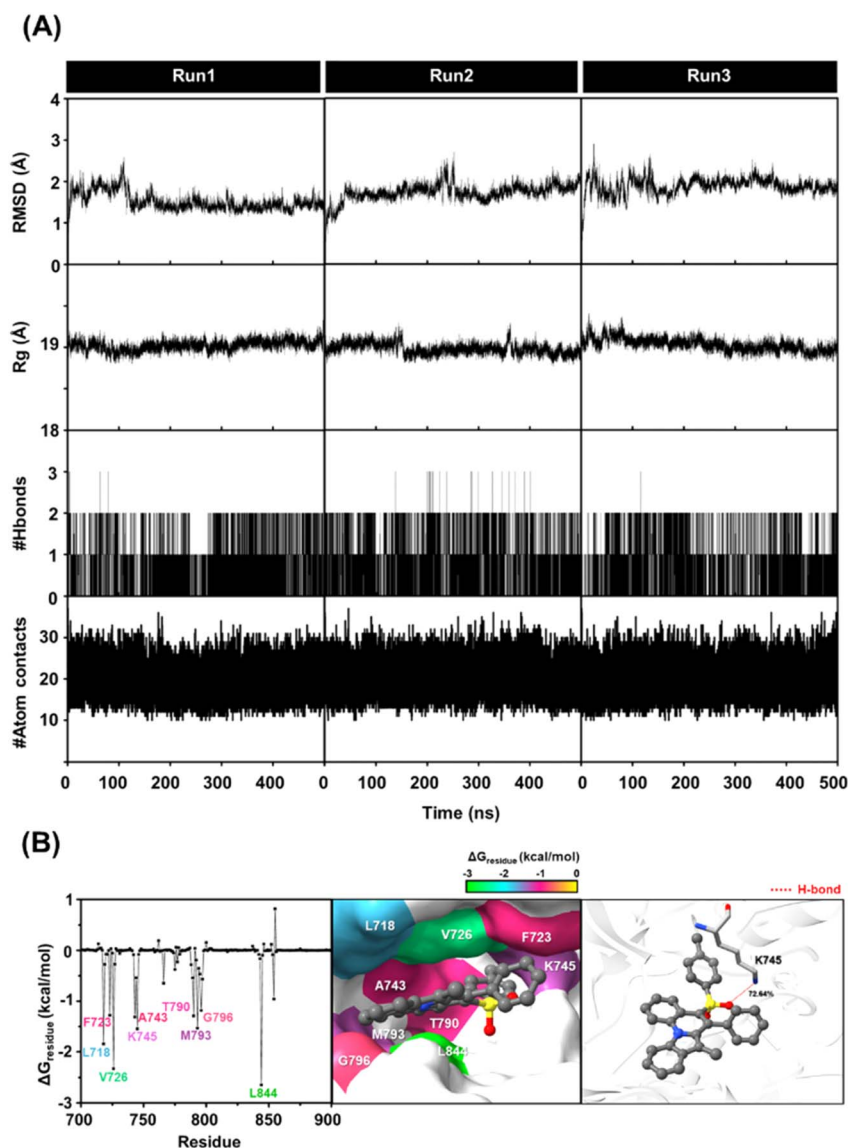 (A)
Run1 Run2 Run3
4
3
2
1
0
RMSD (Å)
19
18
Rg (Å)
3
2
1
0
#Hbonds
30
20
10
#Atom contacts
0 100 200 300 400 0 100 200 300 400 0 100 200 300 400 500
Time (ns)
(B)
ΔGresidue (kcal/mol)
-3 -2 -1 0
H-bond
1
0
-1
-2
-3
ΔGresidue (kcal/mol)
F723
L718
V726
A743
K745
T790
M793
G796
L844
700 750 800 850 900
Residue
L718
V726
F723
A743
K745
M793
T790
G796
L844
K745
72.64%